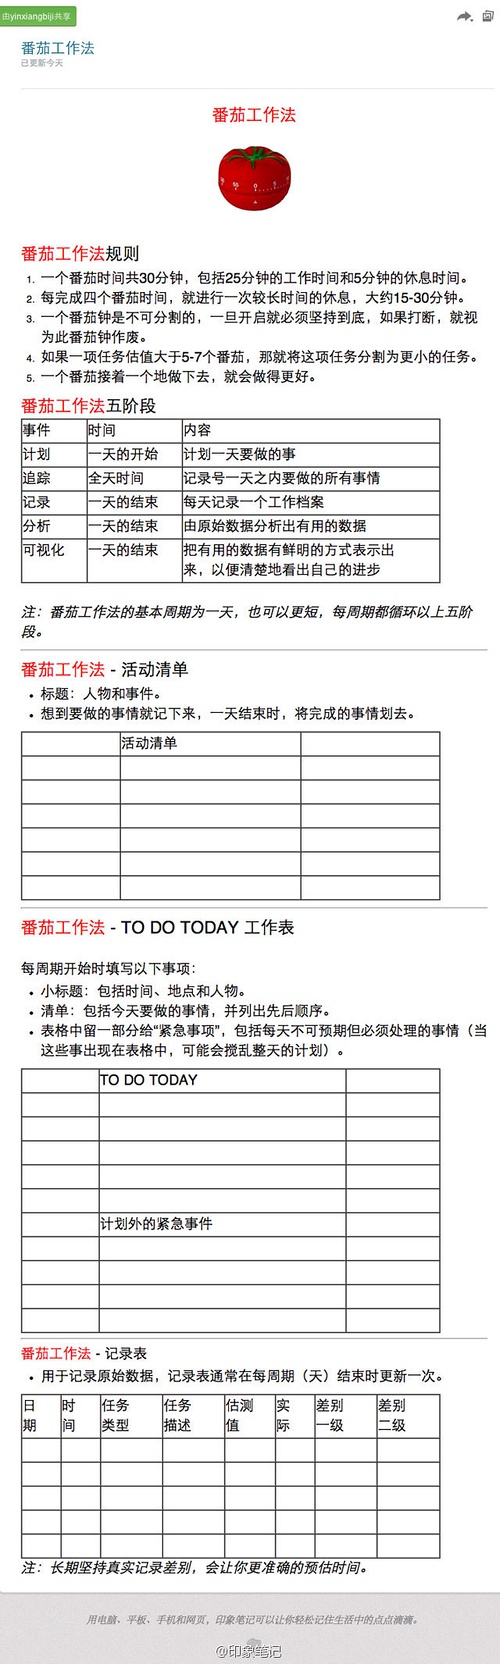 由yinxiangbiji共享
番茄工作法
已更新今天
番茄工作法
番茄工作法规则
1. 一个番茄时间共30分钟，包括25分钟的工作时间和5分钟的休息时间。
2. 每完成四个番茄时间，就进行一次较长时间的休息，大约15-30分钟。
3. 一个番茄钟是不可分割的，一旦开启就必须坚持到底，如果打断，就视
为此番茄钟作废。
4. 如果一项任务估值大于5-7个番茄，那就将这项任务分割为更小的任务。
5. 一个番茄接着一个地做下去，就会做得更好。
番茄工作法五阶段
事件 时间 内容
计划 一天的开始 计划一天要做的事
追踪 全天时间 记录号一天之内要做的所有事情
记录 一天的结束 每天记录一个工作档案
分析 一天的结束 由原始数据分析出有用的数据
可视化 一天的结束 把有用的数据有鲜明的方式表示出
来，以便清楚地看出自己的进步
注：番茄工作法的基本周期为一天，也可以更短，每周期都循环以上五阶
段。
番茄工作法 - 活动清单
• 标题：人物和事件。
• 想到要做的事情就记下来，一天结束时，将完成的事情划去。
活动清单
番茄工作法 - TO DO TODAY 工作表
每周期开始时填写以下事项：
• 小标题：包括时间、地点和人物。
• 清单：包括今天要做的事情，并列出先后顺序。
• 表格中留一部分给“紧急事项”，包括每天不可预期但必须处理的事情（当
这些事出现在表格中，可能会搅乱整天的计划）。
TO DO TODAY
计划外的紧急事件
番茄工作法 - 记录表
• 用于记录原始数据，记录表通常在每周期（天）结束时更新一次。
日 时 任务 任务 估测 实 差别 差别
期 间 类型 描述 值 际 一级 二级
注：长期坚持真实记录差别，会让你更准确的预估时间。
用电脑、平板、手机和网页，印象笔记可以让你轻松记住生活中的点点滴滴。
@印象笔记